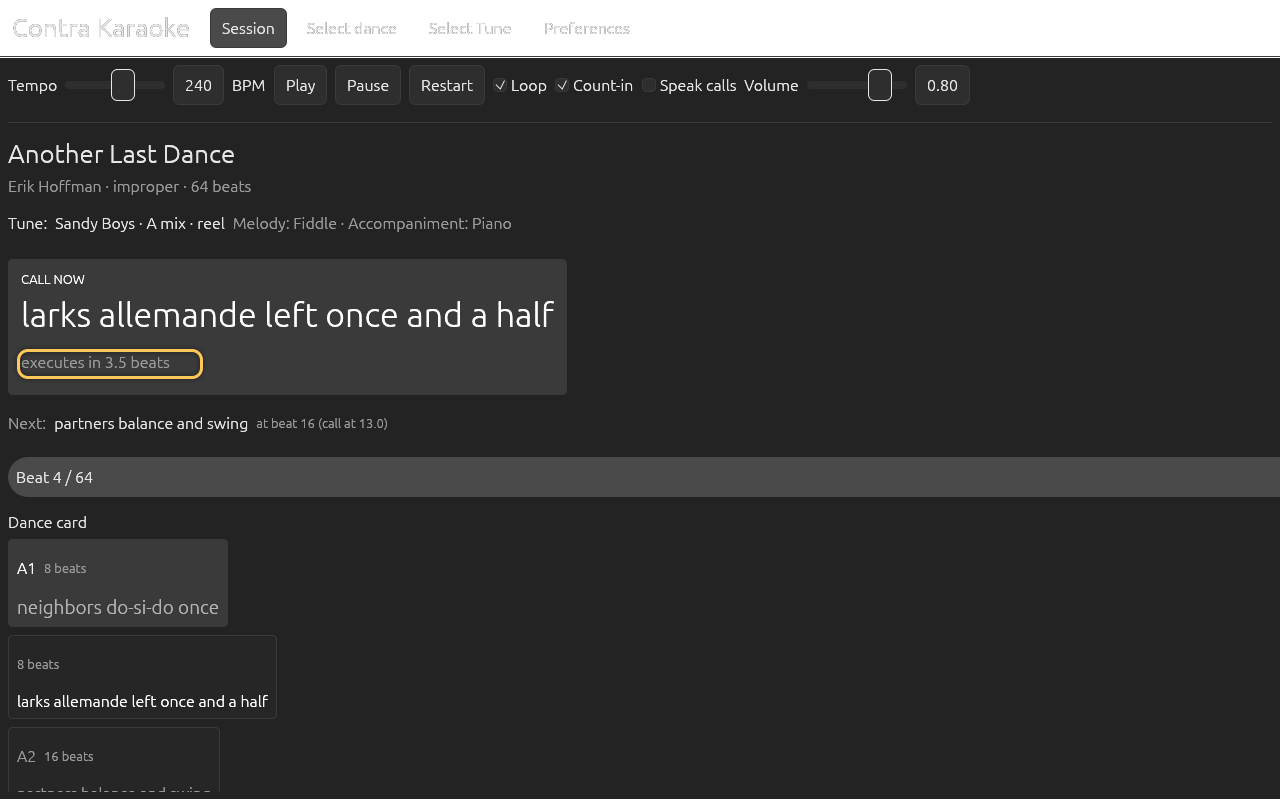 Contra Karaoke Session Select dance Select Tune Preferences
Tempo 240 BPM Play Pause Restart Loop Count-in Speak calls Volume 0.80
Another Last Dance
Erik Hoffman · improper · 64 beats
Tune: Sandy Boys · A mix · reel Melody: Fiddle · Accompaniment: Piano
CALL NOW
larks allemande left once and a half
executes in 3.5 beats
Next: partners balance and swing at beat 16 (call at 13.0)
Beat 4 / 64
Dance card
A1 8 beats
neighbors do-si-do once
8 beats
larks allemande left once and a half
A2 16 beats
partners balance and swing